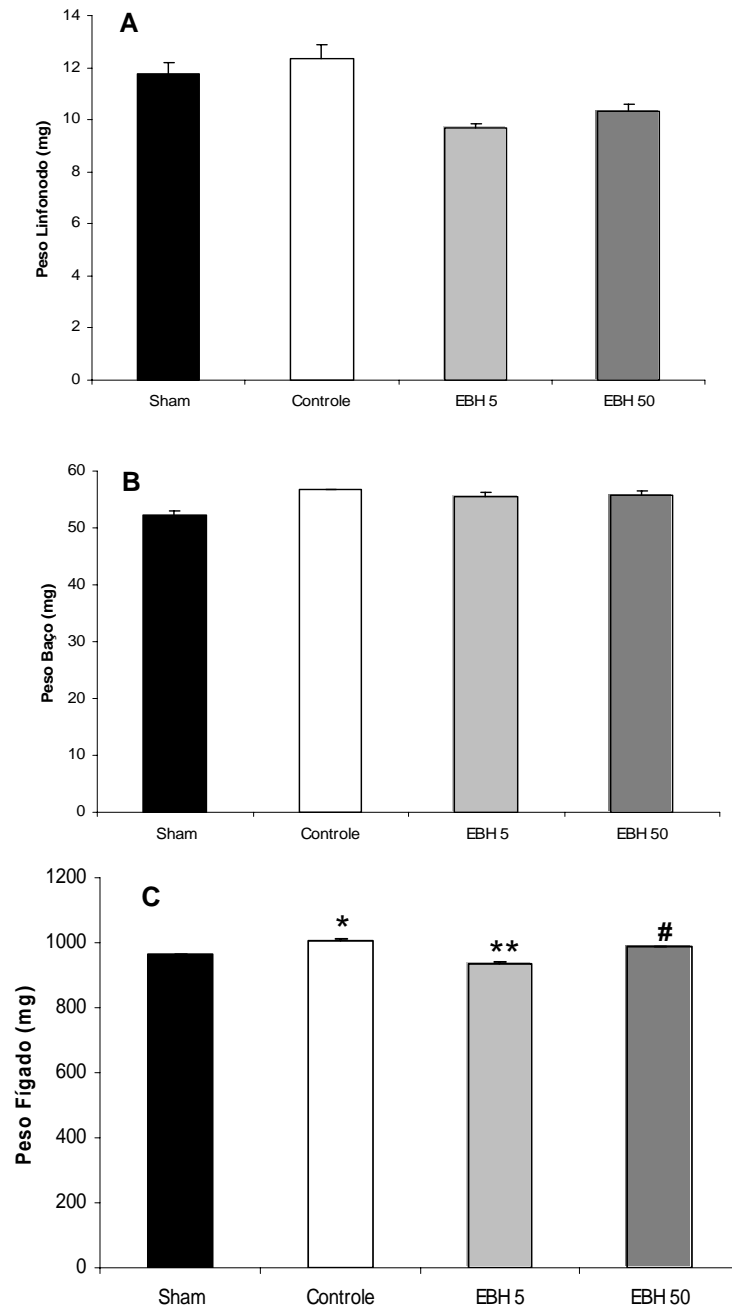 A
Peso Linfonodo (mg)
14
12
10
8
6
4
2
0
Sham Controle EBH 5 EBH 50
B
Peso Baço (mg)
60
50
40
30
20
10
0
Sham Controle EBH 5 EBH 50
C
Peso Fígado (mg)
1200
1000
800
600
400
200
0
* ** #
Sham Controle EBH 5 EBH 50